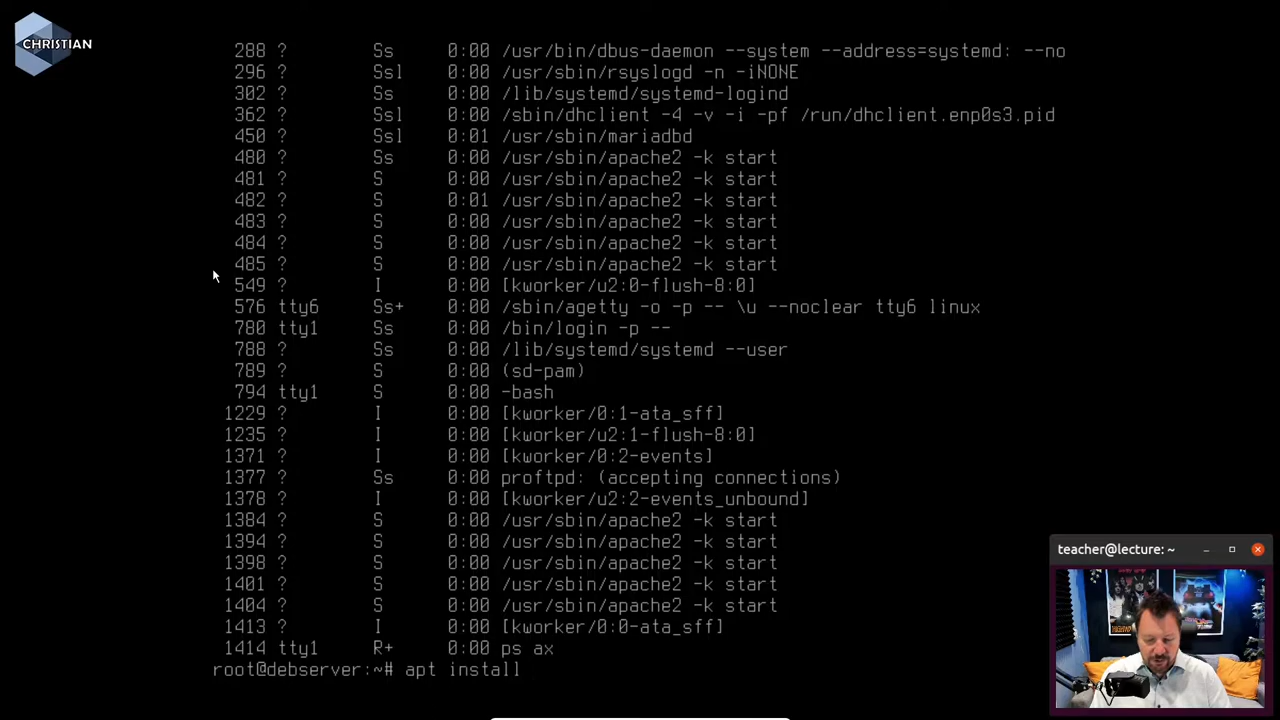 CHRISTIAN
288 ? Ss 0:00 /usr/bin/dbus-daemon --system --address=systemd: --no
296 ? Ssl 0:00 /usr/sbin/rsyslogd -n -iNONE
302 ? Ss 0:00 /lib/systemd/systemd-logind
362 ? Ssl 0:00 /sbin/dhclient -4 -v -i -pf /run/dhclient.enp0s3.pid
450 ? Ssl 0:01 /usr/sbin/mariadbd
480 ? Ss 0:00 /usr/sbin/apache2 -k start
481 ? S 0:00 /usr/sbin/apache2 -k start
482 ? S 0:01 /usr/sbin/apache2 -k start
483 ? S 0:00 /usr/sbin/apache2 -k start
484 ? S 0:00 /usr/sbin/apache2 -k start
485 ? S 0:00 /usr/sbin/apache2 -k start
549 ? I 0:00 [kworker/u2:0-flush-8:0]
576 tty6 Ss+ 0:00 /sbin/agetty -o -p -- \u --noclear tty6 linux
780 tty1 Ss 0:00 /bin/login -p --
788 ? Ss 0:00 /lib/systemd/systemd --user
789 ? S 0:00 (sd-pam)
794 tty1 S 0:00 -bash
1229 ? I 0:00 [kworker/0:1-ata_sff]
1235 ? I 0:00 [kworker/u2:1-flush-8:0]
1371 ? I 0:00 [kworker/0:2-events]
1377 ? Ss 0:00 proftpd: (accepting connections)
1378 ? I 0:00 [kworker/u2:2-events_unbound]
1384 ? S 0:00 /usr/sbin/apache2 -k start
1394 ? S 0:00 /usr/sbin/apache2 -k start
1398 ? S 0:00 /usr/sbin/apache2 -k start
1401 ? S 0:00 /usr/sbin/apache2 -k start
1404 ? S 0:00 /usr/sbin/apache2 -k start
1413 ? I 0:00 [kworker/0:0-ata_sff]
1414 tty1 R+ 0:00 ps ax
root@debserver:~# apt install
teacher@lecture: ~